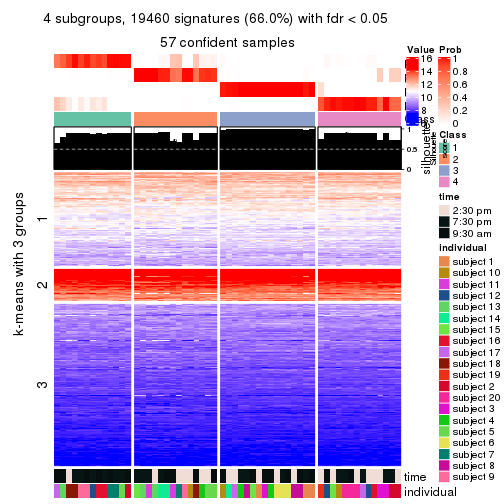 4 subgroups, 19460 signatures (66.0%) with fdr < 0.05
57 confident samples
k-means with 3 groups
1
2
3
1
0.5
0
silhouette
Value
16
14
12
10
8
Prob
1
0.8
0.6
0.4
0.2
0
Class
1
2
3
4
time
2:30 pm
7:30 pm
9:30 am
individual
subject 1
subject 10
subject 11
subject 12
subject 13
subject 14
subject 15
subject 16
subject 17
subject 18
subject 19
subject 2
subject 20
subject 3
subject 4
subject 5
subject 6
subject 7
subject 8
subject 9
time
individual